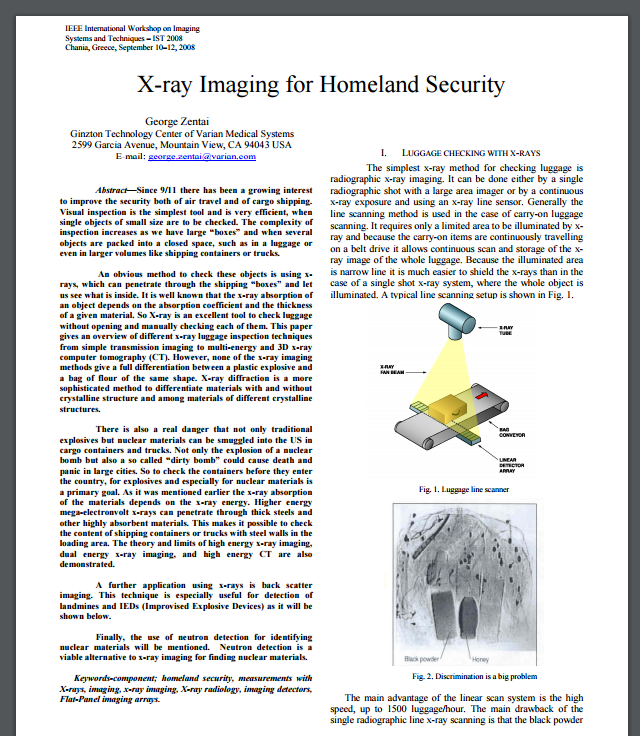 IEEE International Workshop on Imaging
Systems and Techniques – IST 2008
Chania, Greece, September 10–12, 2008
X-ray Imaging for Homeland Security
George Zentai
Ginzton Technology Center of Varian Medical Systems
2599 Garcia Avenue, Mountain View, CA 94043 USA
E-mail: george.zentai@varian.com
Abstract—Since 9/11 there has been a growing interest
to improve the security both of air travel and of cargo shipping.
Visual inspection is the simplest tool and is very efficient, when
single objects of small size are to be checked. The complexity of
inspection increases as we have large “boxes” and when several
objects are packed into a closed space, such as in a luggage or
even in larger volumes like shipping containers or trucks.
An obvious method to check these objects is using x-
rays, which can penetrate through the shipping “boxes” and let
us see what is inside. It is well known that the x-ray absorption of
an object depends on the absorption coefficient and the thickness
of a given material. So X-ray is an excellent tool to check luggage
without opening and manually checking each of them. This paper
gives an overview of different x-ray luggage inspection techniques
from simple transmission imaging to multi-energy and 3D x-ray
computer tomography (CT). However, none of the x-ray imaging
methods give a full differentiation between a plastic explosive and
a bag of flour of the same shape. X-ray diffraction is a more
sophisticated method to differentiate materials with and without
crystalline structure and among materials of different crystalline
structures.
There is also a real danger that not only traditional
explosives but nuclear materials can be smuggled into the US in
cargo containers and trucks. Not only the explosion of a nuclear
bomb but also a so called “dirty bomb” could cause death and
panic in large cities. So to check the containers before they enter
the country, for explosives and especially for nuclear materials is
a primary goal. As it was mentioned earlier the x-ray absorption
of the materials depends on the x-ray energy. Higher energy
mega-electronvolt x-rays can penetrate through thick steels and
other highly absorbent materials. This makes it possible to check
the content of shipping containers or trucks with steel walls in the
loading area. The theory and limits of high energy x-ray imaging,
dual energy x-ray imaging, and high energy CT are also
demonstrated.
A further application using x-rays is back scatter
imaging. This technique is especially useful for detection of
landmines and IEDs (Improvised Explosive Devices) as it will be
shown below.
Finally, the use of neutron detection for identifying
nuclear materials will be mentioned. Neutron detection is a
viable alternative to x-ray imaging for finding nuclear materials.
Keywords-component; homeland security, measurements with
X-rays, imaging, x-ray imaging, X-ray radiology, imaging detectors,
Flat-Panel imaging arrays.
I. LUGGAGE CHECKING WITH X-RAYS
The simplest x-ray method for checking luggage is
radiographic x-ray imaging. It can be done either by a single
radiographic shot with a large area imager or by a continuous
x-ray exposure and using an x-ray line sensor. Generally the
line scanning method is used in the case of carry-on luggage
scanning. It requires only a limited area to be illuminated by x-
ray and because the carry-on items are continuously travelling
on a belt drive it allows continuous scan and storage of the x-
ray image of the whole luggage. Because the illuminated area
is narrow line it is much easier to shield the x-rays than in the
case of a single shot x-ray system, where the whole object is
illuminated. A typical line scanning setup is shown in Fig. 1.
X-RAY
TUBE
X-RAY
FAN BEAM
BAG
CONVEYOR
LINEAR
DETECTOR
ARRAY
Fig. 1. Luggage line scanner
Black powder
Honey
Fig. 2. Discrimination is a big problem
The main advantage of the linear scan system is the high
speed, up to 1500 luggage/hour. The main drawback of the
single radiographic line x-ray scanning is that the black powder